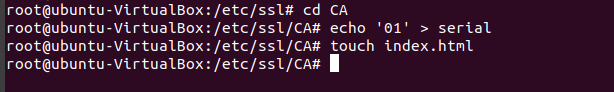 root@ubuntu-VirtualBox:/etc/ssl# cd CA
root@ubuntu-VirtualBox:/etc/ssl/CA# echo '01' > serial
root@ubuntu-VirtualBox:/etc/ssl/CA# touch index.html
root@ubuntu-VirtualBox:/etc/ssl/CA#